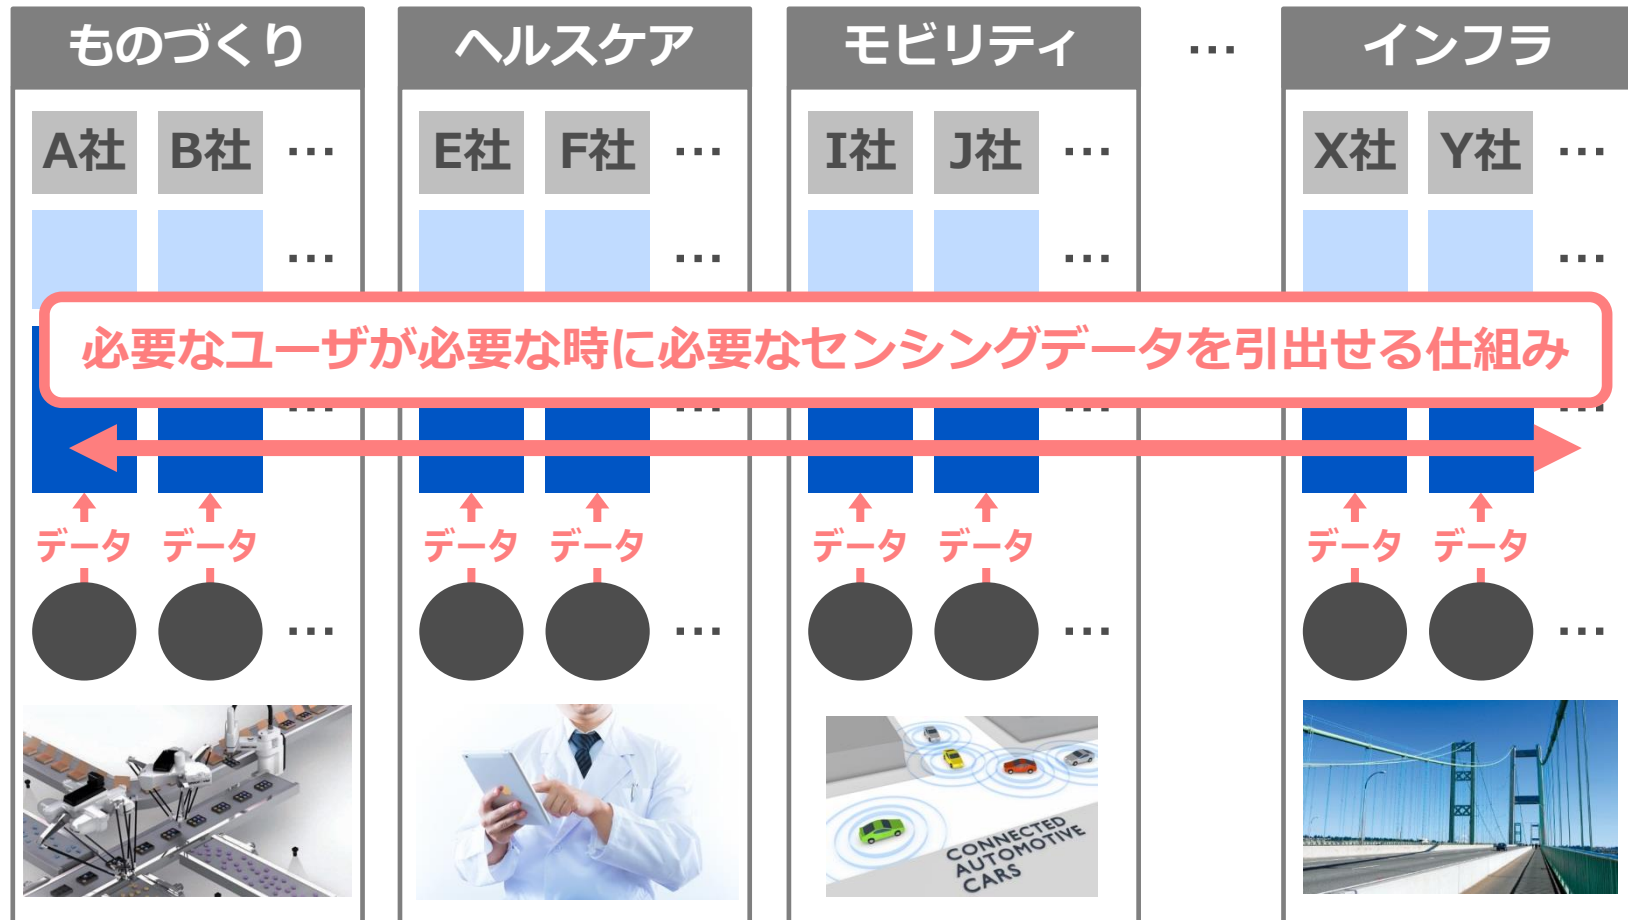 ものづくり
ヘルスケア
モビリティ
…
インフラ
A社 B社 …
E社 F社 …
I社 J社 …
X社 Y社 …
… … … …
必要なユーザが必要な時に必要なセンシングデータを引出せる仕組み
… … … …
データ データ
データ データ
データ データ
データ データ
… … … …
CONNECTED
AUTOMOTIVE
CARS